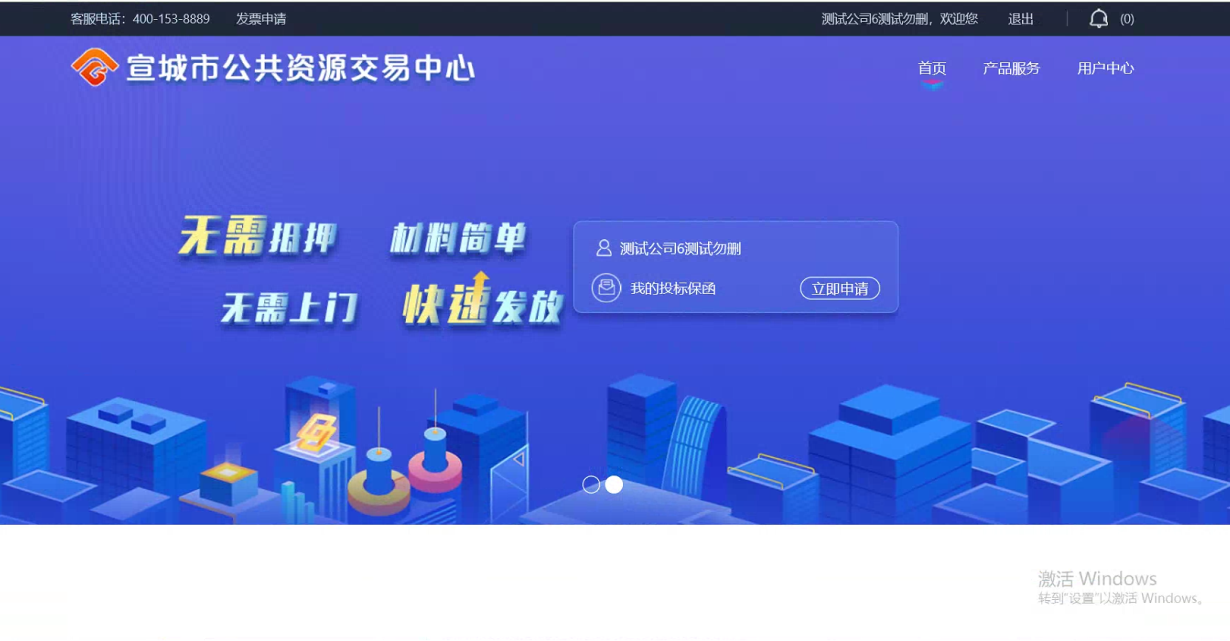 客服电话：400-153-8889 发票申请 测试公司6测试勿删，欢迎您 退出 (0)
宣城市公共资源交易中心 首页 产品服务 用户中心
无需抵押 材料简单
无需上门 快速发放
测试公司6测试勿删
我的投标保函 立即申请
激活 Windows
转到"设置"以激活 Windows。